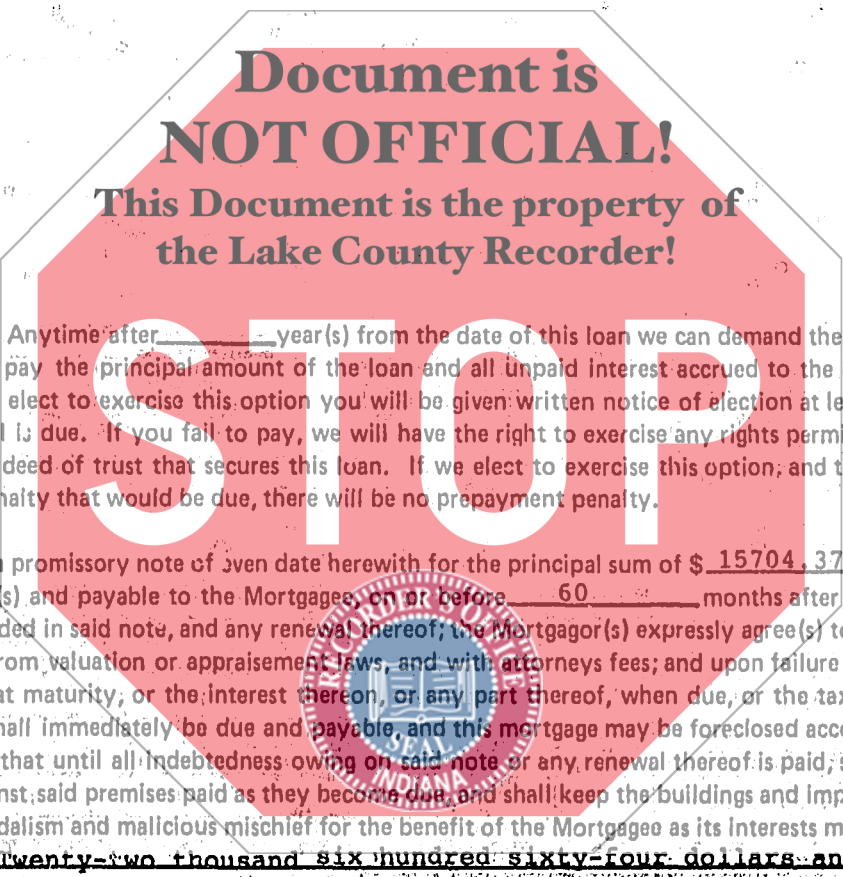 Document is
NOT OFFICIAL!
This Document is the property of
the Lake County Recorder!
STOP
Anytime after year(s) from the date of this loan we can demand the
pay the principal amount of the loan and all unpaid interest accrued to the
elect to exercise this option you will be given written notice of election at le
l is due. If you fail to pay, we will have the right to exercise any rights permi
deed of trust that secures this loan. If we elect to exercise this option, and t
nalty that would be due, there will be no prepayment penalty.
promissory note of even date herewith for the principal sum of $ 15704.37
(s) and payable to the Mortgagee, on or before 60 months after
ded in said note, and any renewal thereof; the Mortgagor(s) expressly agree(s) to
rom valuation or appraisement laws, and with attorneys fees; and upon failure
at maturity, or the interest thereon, or any part thereof, when due, or the tax
hall immediately be due and payable, and this mortgage may be foreclosed acco
that until all indebtedness owing on said note or any renewal thereof is paid, s
nst said premises paid as they become due, and shall keep the buildings and imp
dalism and malicious mischief for the benefit of the Mortgagee as its interests m
Twenty-two thousand six hundred sixty-four dollars an
RECORDER'S OFFICE
SEAL
INDIANA